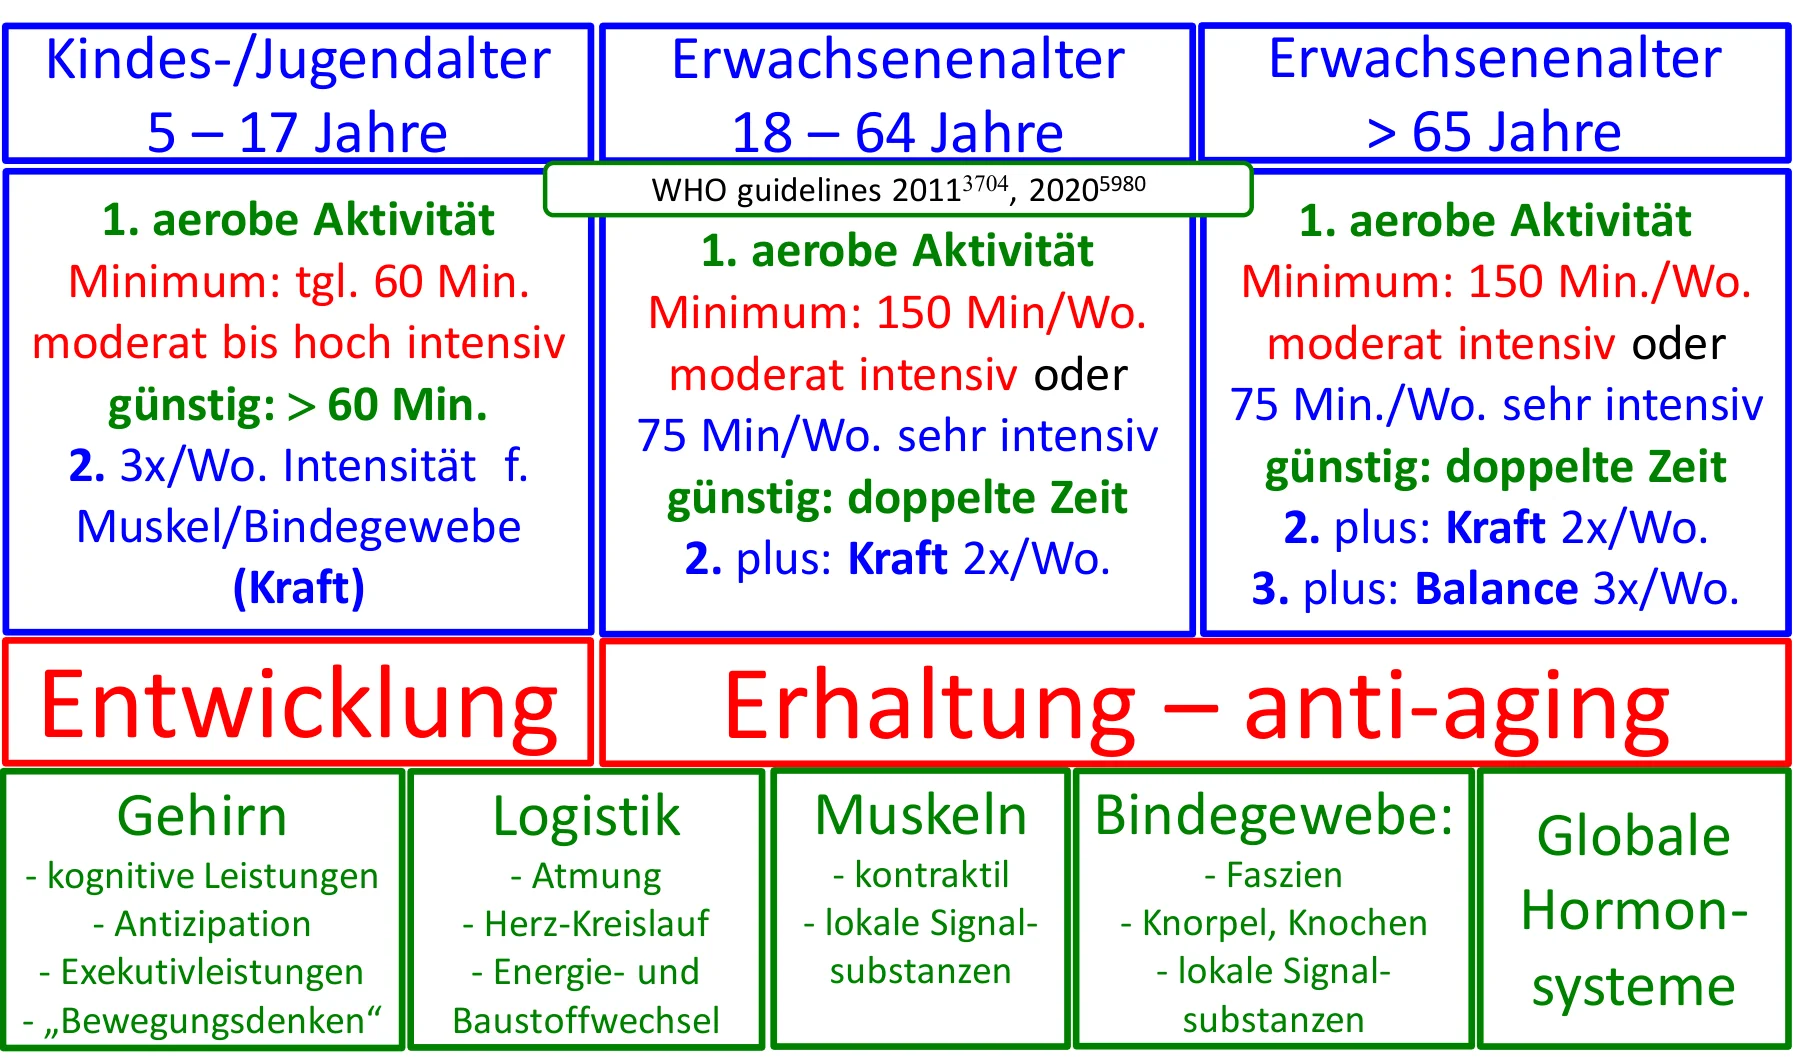 Kindes-/Jugendalter
5 – 17 Jahre
Erwachsenenalter
18 – 64 Jahre
Erwachsenenalter
> 65 Jahre
WHO guidelines 2011³⁷⁰⁴, 2020⁵⁹⁸⁰
1. aerobe Aktivität
Minimum: tgl. 60 Min.
moderat bis hoch intensiv
günstig: > 60 Min.
2. 3x/Wo. Intensität f.
Muskel/Bindegewebe
(Kraft)
1. aerobe Aktivität
Minimum: 150 Min/Wo.
moderat intensiv oder
75 Min/Wo. sehr intensiv
günstig: doppelte Zeit
2. plus: Kraft 2x/Wo.
1. aerobe Aktivität
Minimum: 150 Min./Wo.
moderat intensiv oder
75 Min./Wo. sehr intensiv
günstig: doppelte Zeit
2. plus: Kraft 2x/Wo.
3. plus: Balance 3x/Wo.
Entwicklung
Erhaltung – anti-aging
Gehirn
- kognitive Leistungen
- Antizipation
- Exekutivleistungen
- „Bewegungsdenken“
Logistik
- Atmung
- Herz-Kreislauf
- Energie- und
Baustoffwechsel
Muskeln
- kontraktil
- lokale Signal-
substanzen
Bindegewebe:
- Faszien
- Knorpel, Knochen
- lokale Signal-
substanzen
Globale
Hormon-
systeme